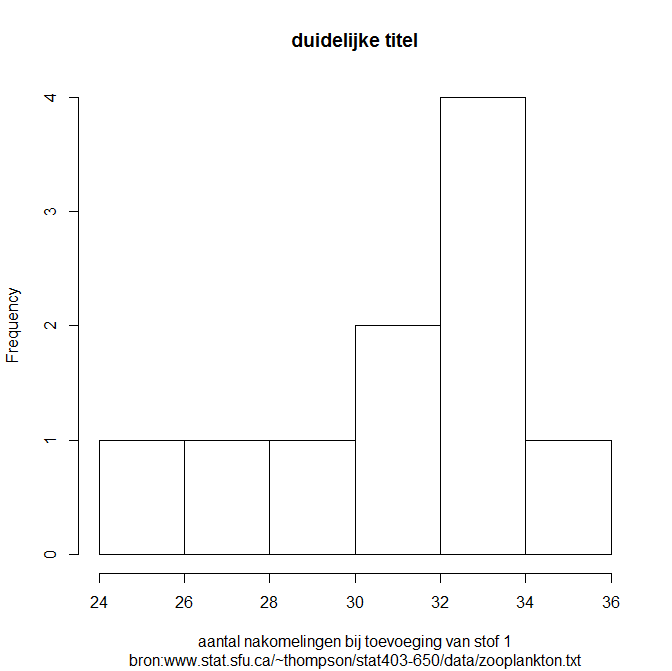 duidelijke titel
4
3
2
1
0
Frequency
24 26 28 30 32 34 36
aantal nakomelingen bij toevoeging van stof 1
bron:www.stat.sfu.ca/~thompson/stat403-650/data/zooplankton.txt